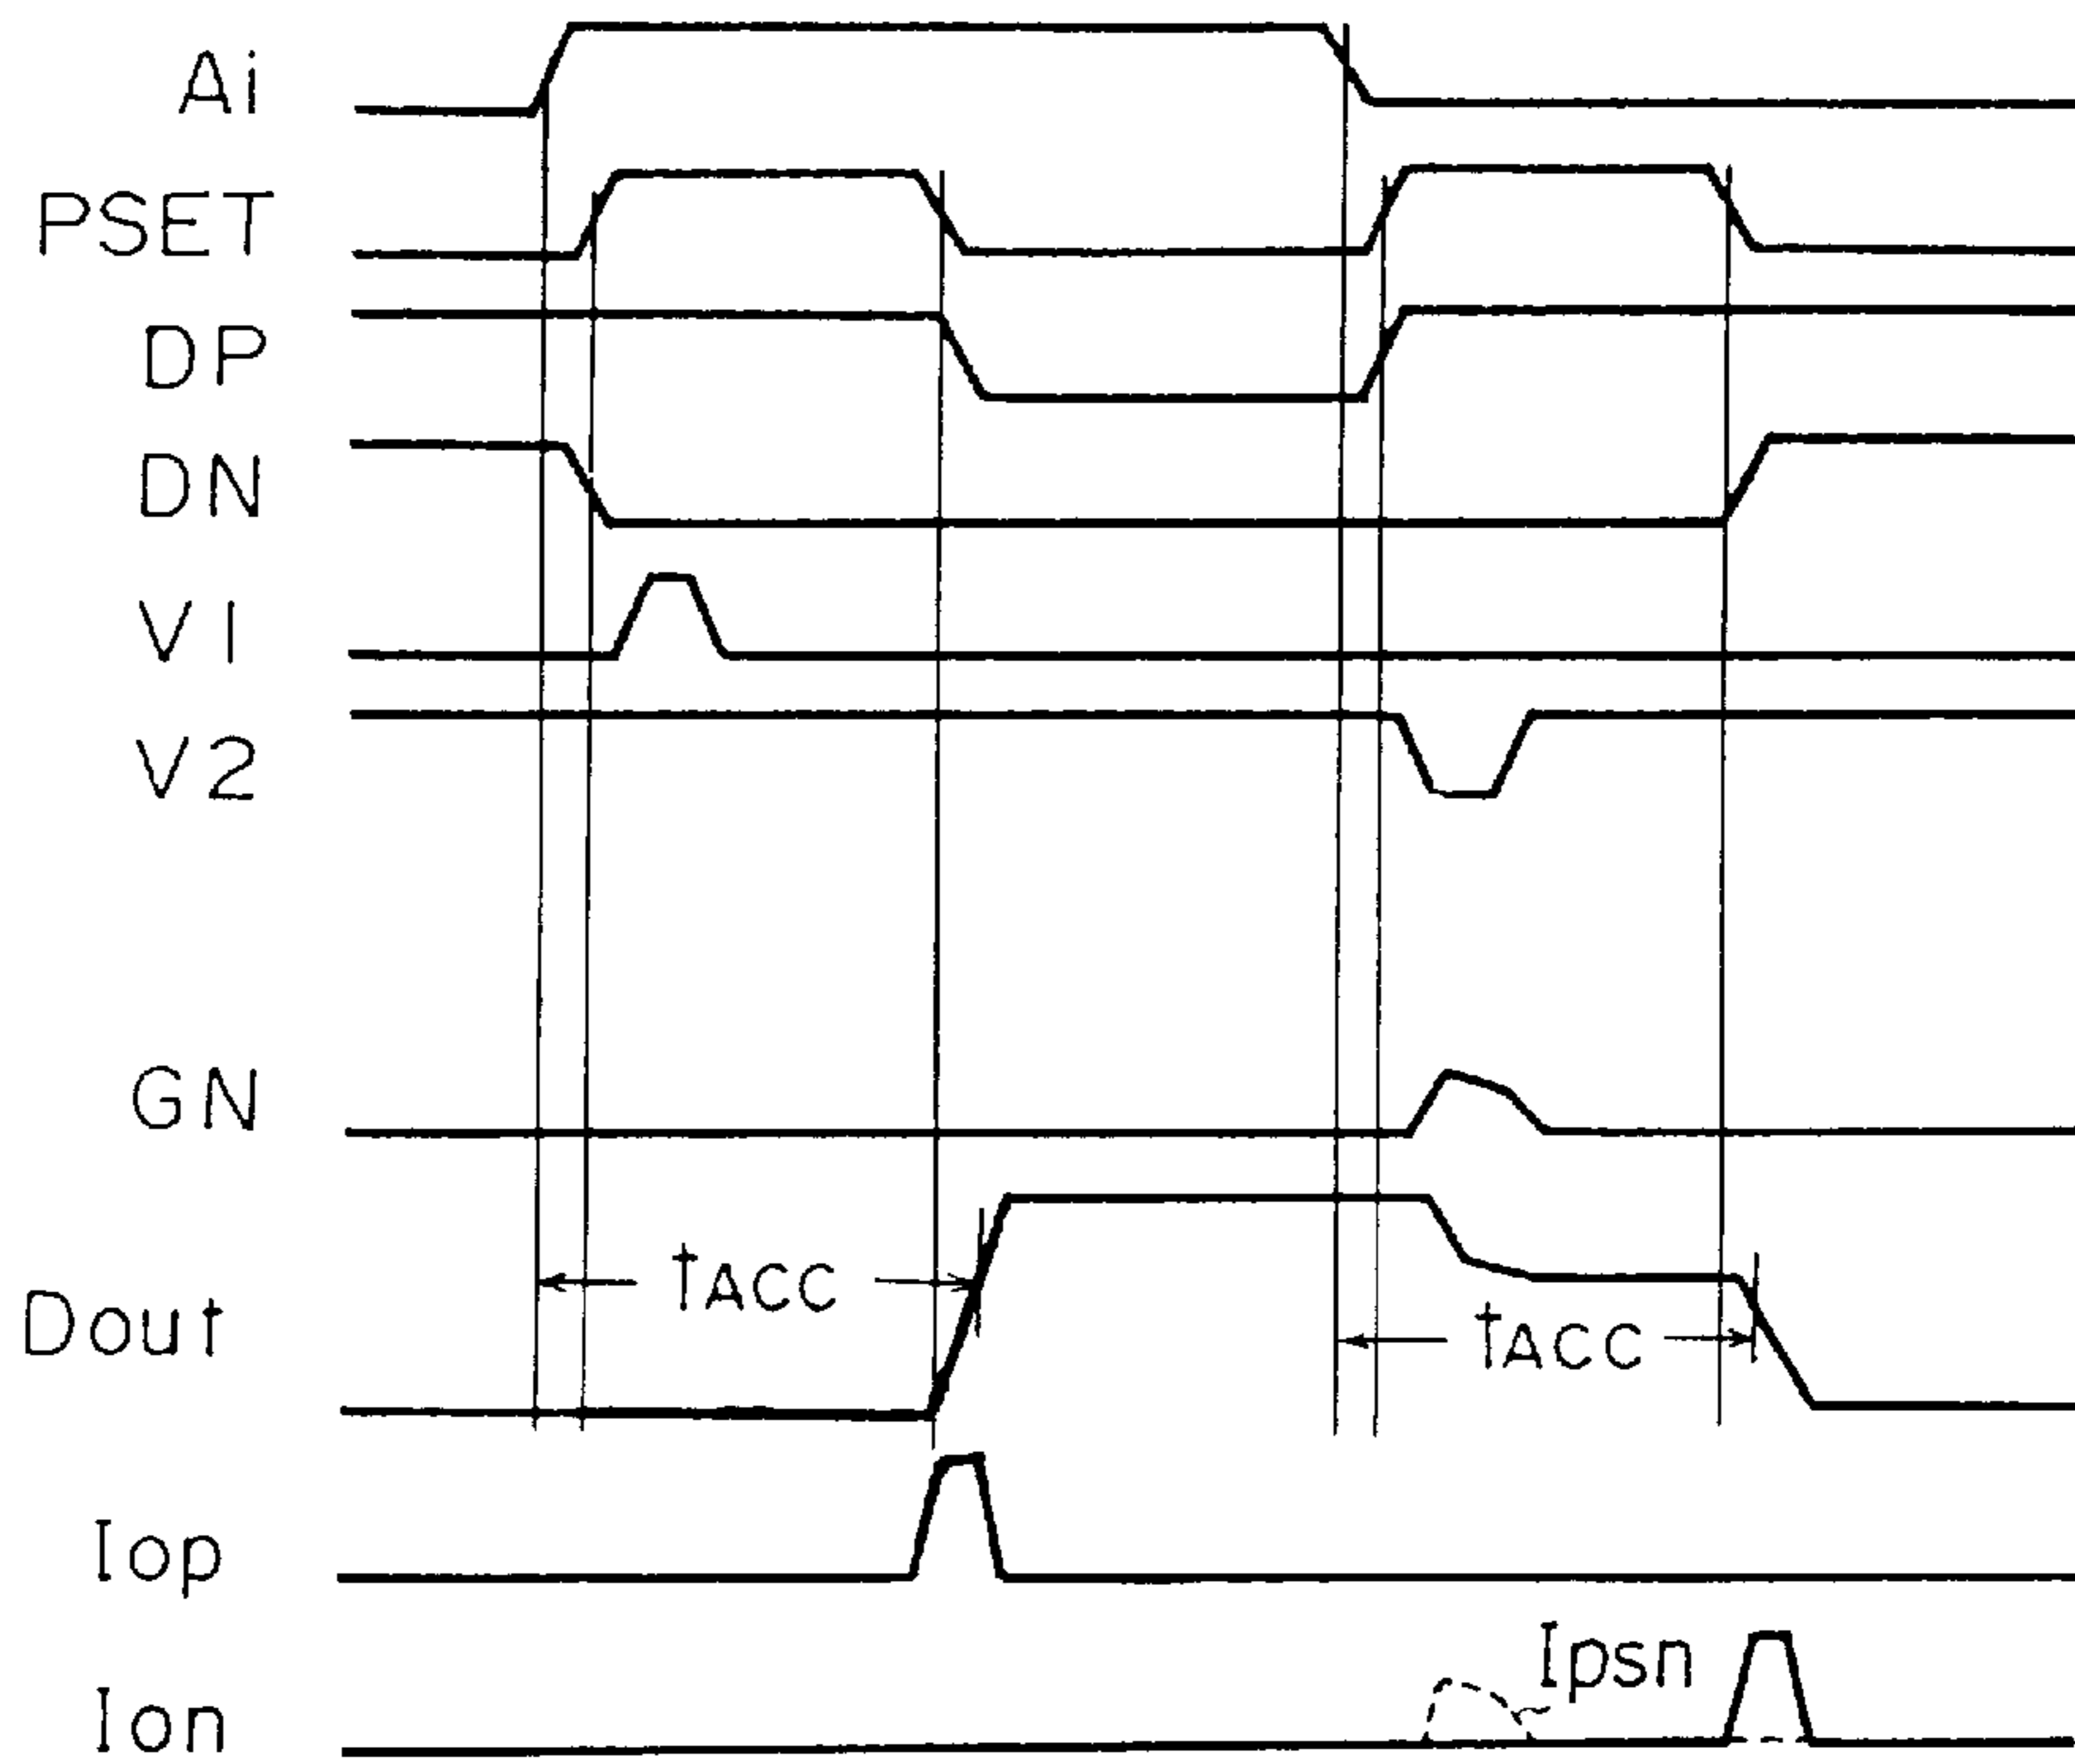 Ai
PSET
DP
DN
V1
V2
GN
tACC
Dout
tACC
Iop
Ipsn
Ion